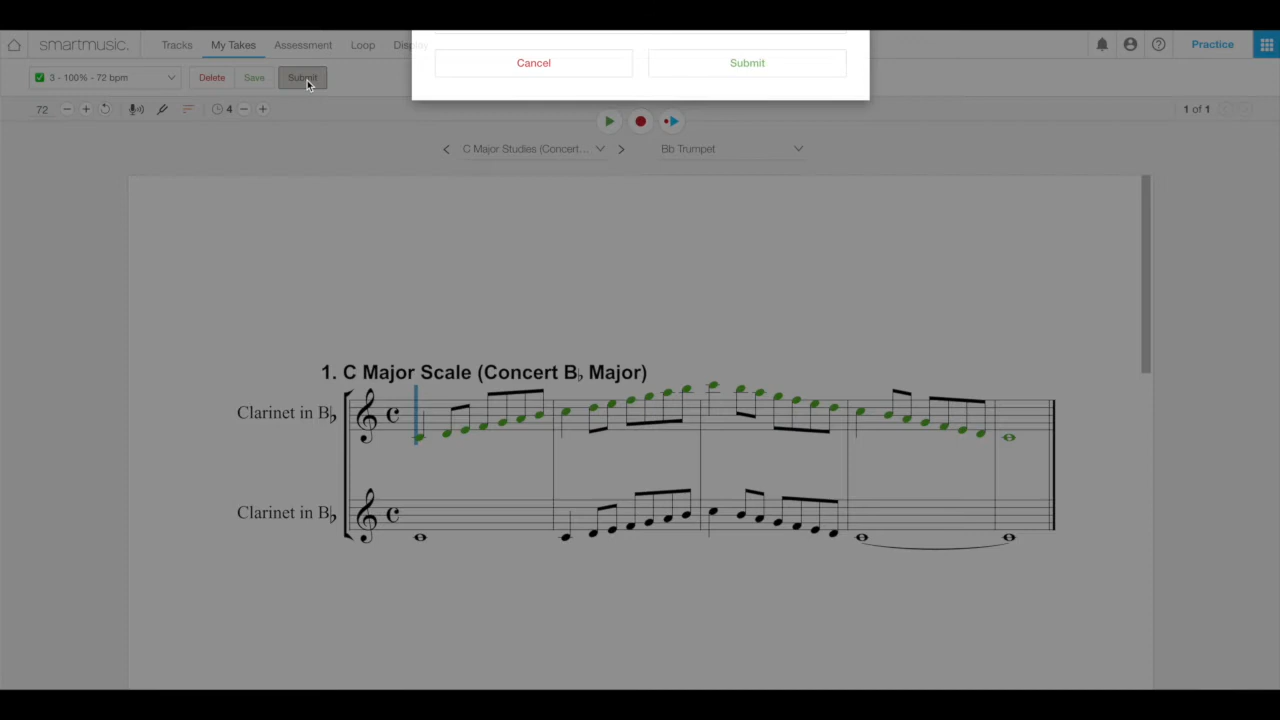 smartmusic. Tracks My Takes Assessment Loop Display Practice
Cancel Submit
3 - 100% - 72 bpm Delete Save Submit
72 4 1 of 1
C Major Studies (Concert... Bb Trumpet
1. C Major Scale (Concert B♭ Major)
Clarinet in B♭
Clarinet in B♭